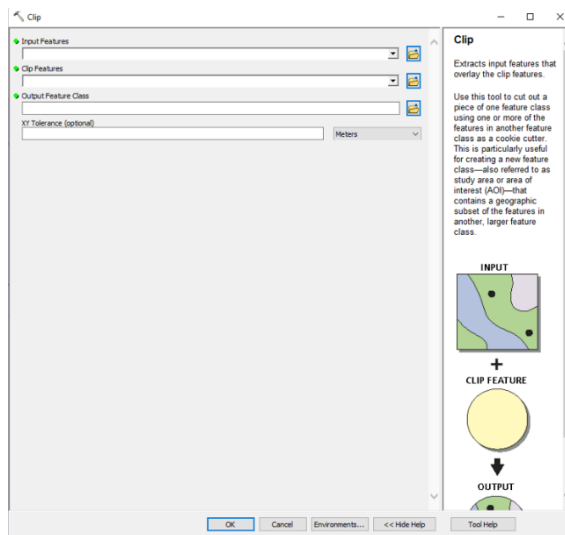 Clip
Input Features
Clip Features
Output Feature Class
XY Tolerance (optional)
Meters
Clip
Extracts input features that
overlay the clip features.
Use this tool to cut out a
piece of one feature class
using one or more of the
features in another feature
class as a cookie cutter.
This is particularly useful
for creating a new feature
class—also referred to as
study area or area of
interest (AOI)—that
contains a geographic
subset of the features in
another, larger feature
class.
INPUT
+
CLIP FEATURE
OUTPUT
OK
Cancel
Environments...
<< Hide Help
Tool Help